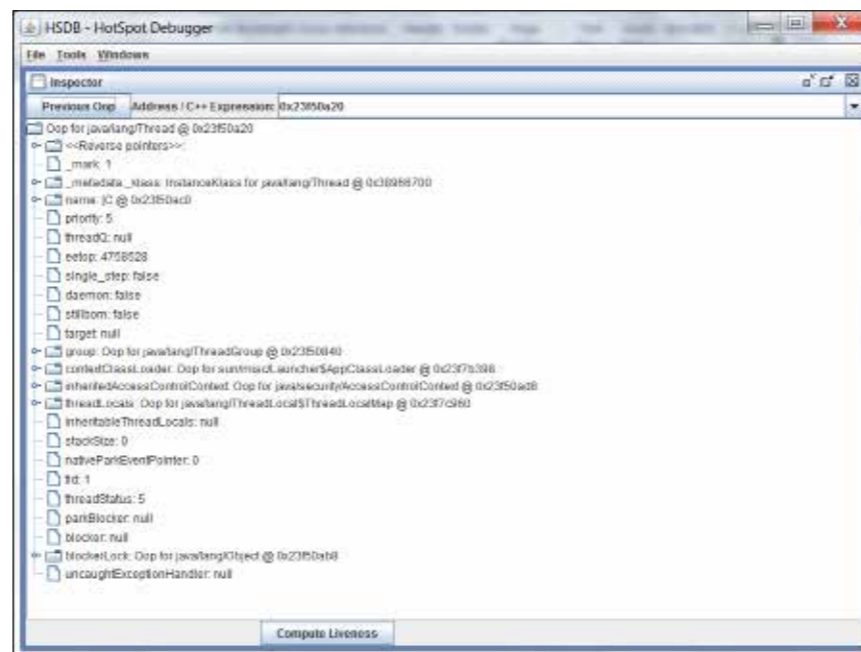 HSDB - HotSpot Debugger
File Tools Windows
Inspector
Previous Oop Address / C++ Expression: 0x23f50a20
Oop for java/lang/Thread @ 0x23f50a20
<<Reverse pointers>>:
_mark: 1
_metadata._klass: InstanceKlass for java/lang/Thread @ 0x38966700
name: [C @ 0x23f50ac0
priority: 5
threadQ: null
eetop: 4758528
single_step: false
daemon: false
stillborn: false
target: null
group: Oop for java/lang/ThreadGroup @ 0x23f50840
contextClassLoader: Oop for sun/misc/Launcher$AppClassLoader @ 0x23f7b398
inheritedAccessControlContext: Oop for java/security/AccessControlContext @ 0x23f50ad8
threadLocals: Oop for java/lang/ThreadLocal$ThreadLocalMap @ 0x23f7c960
inheritableThreadLocals: null
stackSize: 0
nativeParkEventPointer: 0
tid: 1
threadStatus: 5
parkBlocker: null
blocker: null
blockerLock: Oop for java/lang/Object @ 0x23f50ab8
uncaughtExceptionHandler: null
Compute Liveness